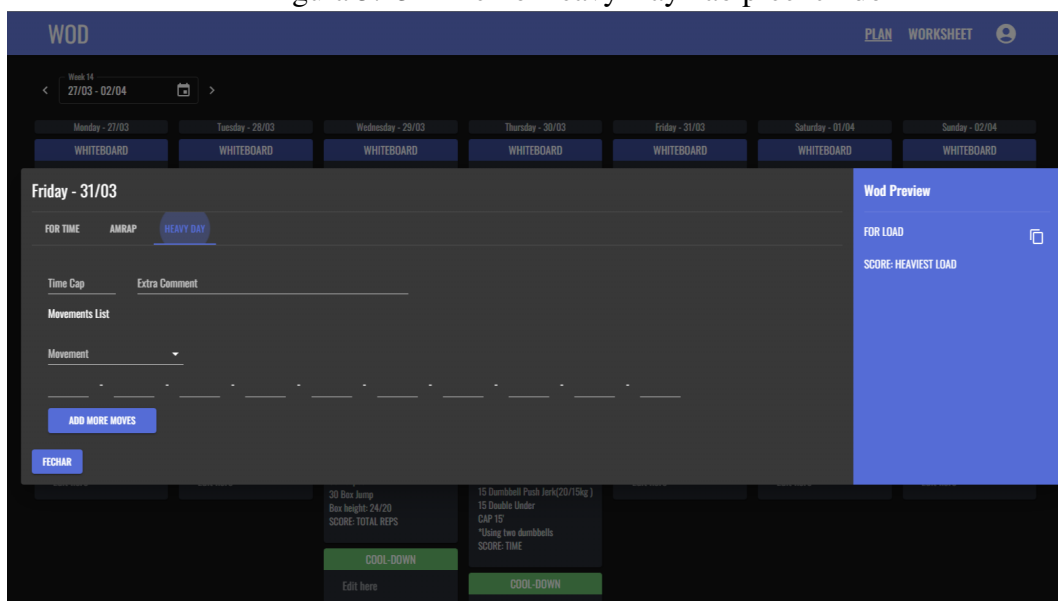 WOD
PLAN WORKSHEET
Week 14
27/03 - 02/04
Monday - 27/03 Tuesday - 28/03 Wednesday - 29/03 Thursday - 30/03 Friday - 31/03 Saturday - 01/04 Sunday - 02/04
WHITEBOARD WHITEBOARD WHITEBOARD WHITEBOARD WHITEBOARD WHITEBOARD WHITEBOARD
Friday - 31/03
FOR TIME AMRAP HEAVY DAY
Time Cap Extra Comment
Movements List
Movement
- - - - - - - - -
ADD MORE MOVES
FECHAR
Wod Preview
FOR LOAD
SCORE: HEAVIEST LOAD
30 Box Jump
Box height: 24/20
SCORE: TOTAL REPS
COOL-DOWN
Edit here
15 Dumbbell Push Jerk(20/15kg )
15 Double Under
CAP 15'
*Using two dumbbells
SCORE: TIME
COOL-DOWN